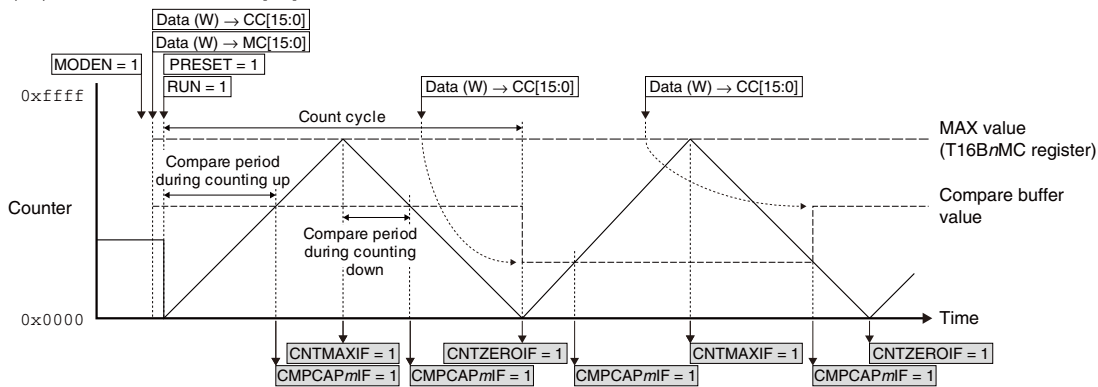 Data (W) → CC[15:0]
Data (W) → MC[15:0]
MODEN = 1
PRESET = 1
RUN = 1
Data (W) → CC[15:0]
Data (W) → CC[15:0]
0xffff
Count cycle
MAX value
(T16BnMC register)
Compare period
during counting up
Counter
Compare buffer
value
Compare period
during counting
down
0x0000
Time
CNTMAXIF = 1
CNTZEROIF = 1
CNTMAXIF = 1
CNTZEROIF = 1
CMPCAPmIF = 1
CMPCAPmIF = 1
CMPCAPmIF = 1
CMPCAPmIF = 1